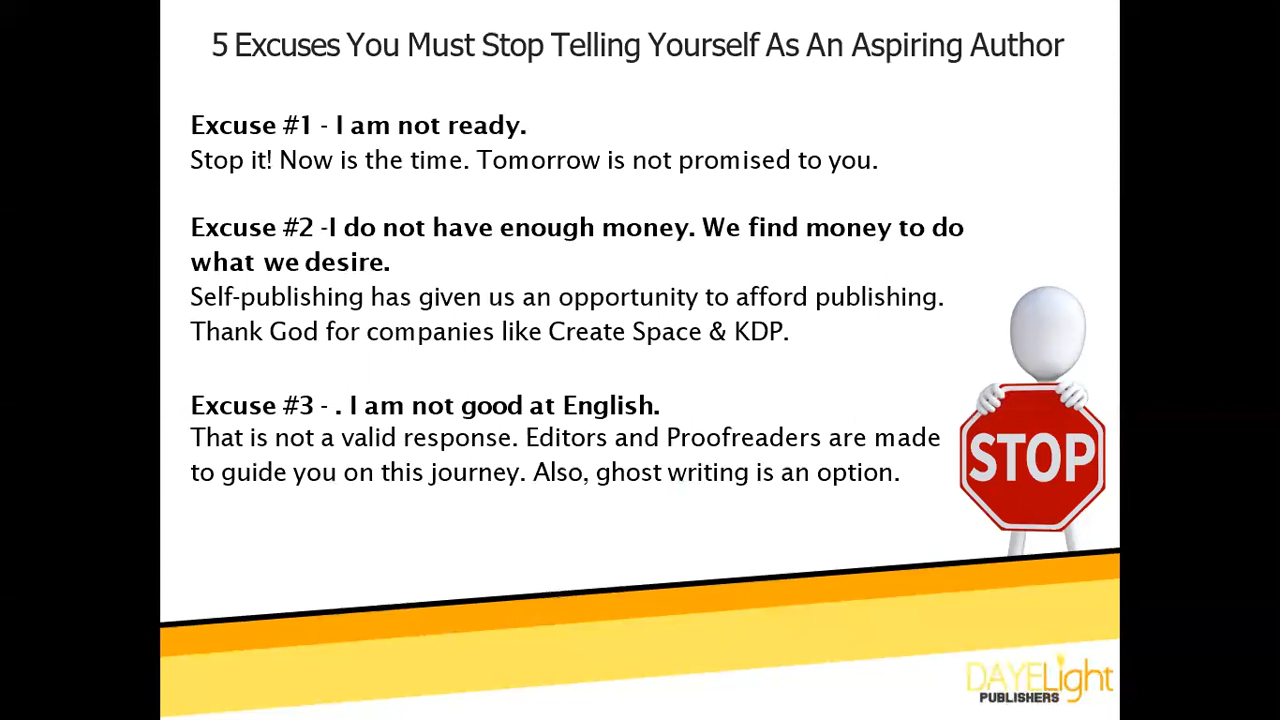 5 Excuses You Must Stop Telling Yourself As An Aspiring Author
Excuse #1 - I am not ready.
Stop it! Now is the time. Tomorrow is not promised to you.
Excuse #2 -I do not have enough money. We find money to do
what we desire.
Self-publishing has given us an opportunity to afford publishing.
Thank God for companies like Create Space & KDP.
Excuse #3 - . I am not good at English.
That is not a valid response. Editors and Proofreaders are made
to guide you on this journey. Also, ghost writing is an option.
STOP
DAYELight
PUBLISHERS